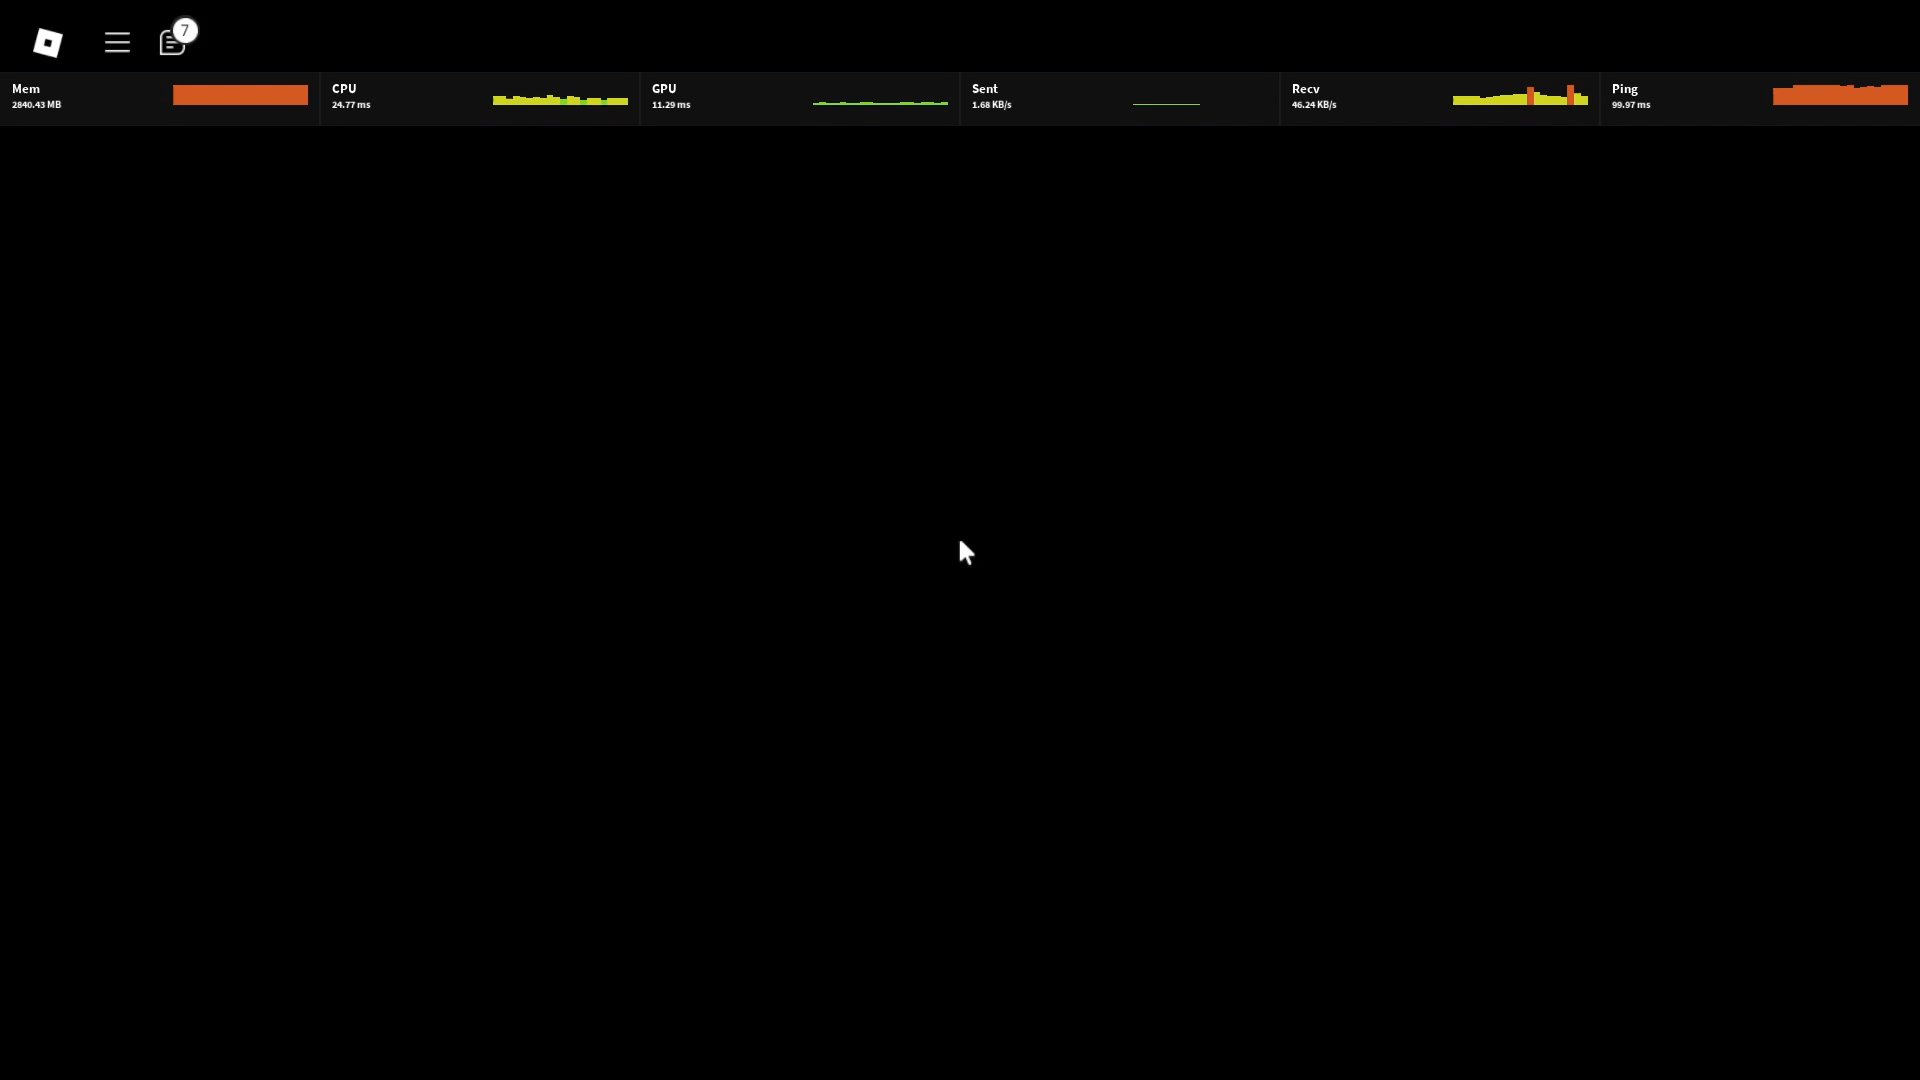 7
Mem
2840.43 MB
CPU
24.77 ms
GPU
11.29 ms
Sent
1.68 KB/s
Recv
46.24 KB/s
Ping
99.97 ms